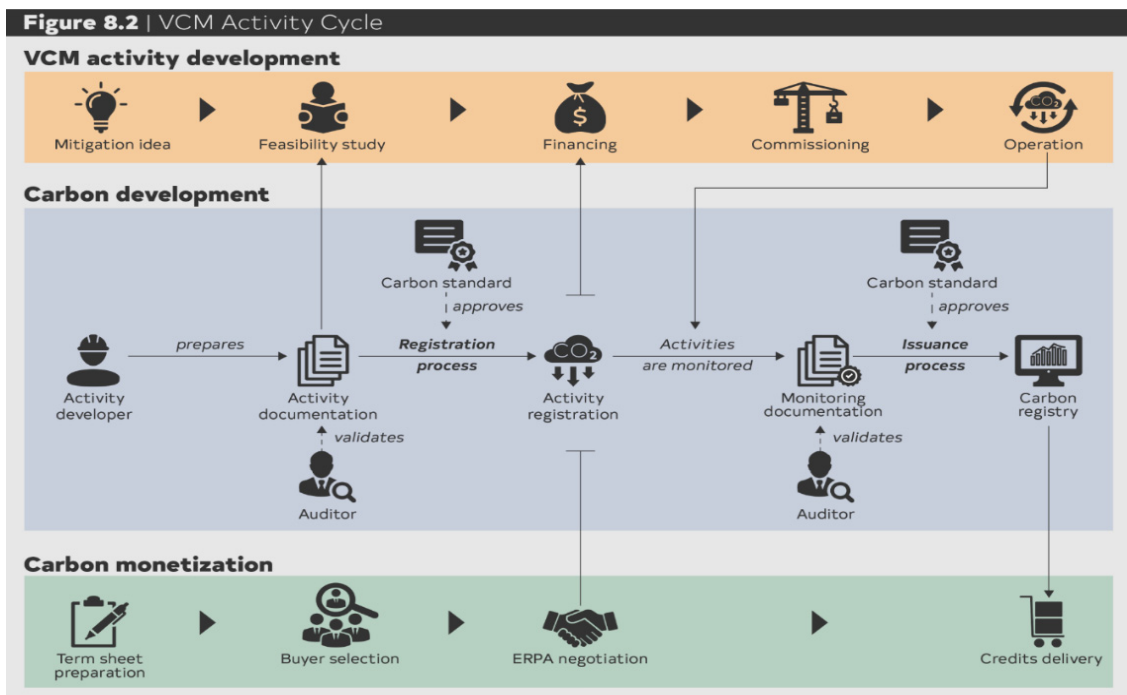 Figure 8.2 | VCM Activity Cycle
VCM activity development
Mitigation idea
Feasibility study
$
Financing
Commissioning
CO₂
Operation
Carbon development
Carbon standard
approves
Carbon standard
approves
Activity
developer
prepares
Activity
documentation
Registration
process
CO₂
Activity
registration
Activities
are monitored
Monitoring
documentation
Issuance
process
Carbon
registry
validates
Auditor
validates
Auditor
Carbon monetization
Term sheet
preparation
Buyer selection
ERPA negotiation
Credits delivery